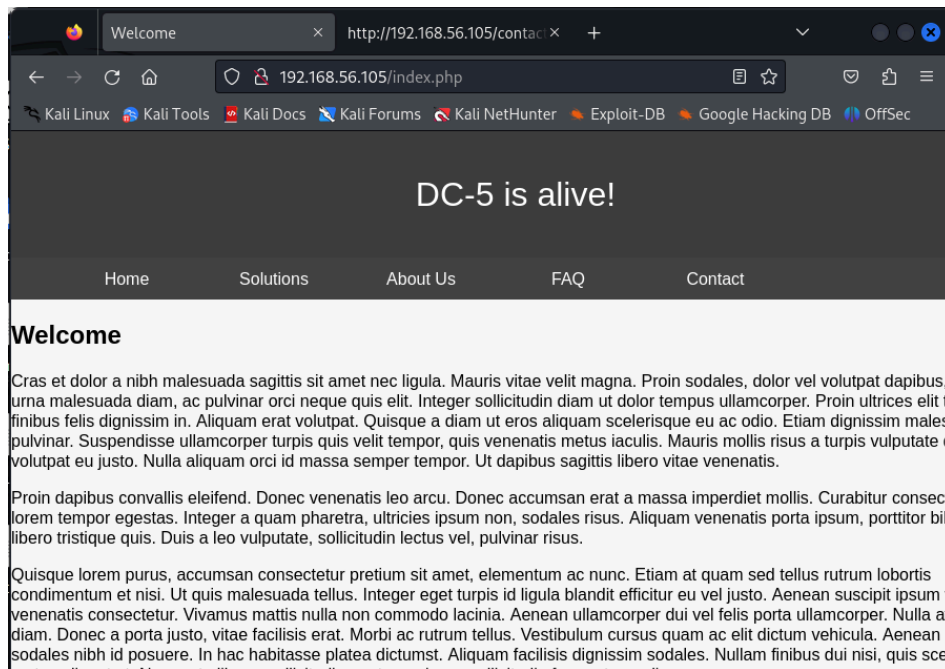 Welcome
http://192.168.56.105/contact
192.168.56.105/index.php
Kali Linux Kali Tools Kali Docs Kali Forums Kali NetHunter Exploit-DB Google Hacking DB OffSec
DC-5 is alive!
Home Solutions About Us FAQ Contact
Welcome
Cras et dolor a nibh malesuada sagittis sit amet nec ligula. Mauris vitae velit magna. Proin sodales, dolor vel volutpat dapibus,
urna malesuada diam, ac pulvinar orci neque quis elit. Integer sollicitudin diam ut dolor tempus ullamcorper. Proin ultrices elit
finibus felis dignissim in. Aliquam erat volutpat. Quisque a diam ut eros aliquam scelerisque eu ac odio. Etiam dignissim
pulvinar. Suspendisse ullamcorper turpis quis velit tempor, quis venenatis metus iaculis. Mauris mollis risus a turpis vulputate
volutpat eu justo. Nulla aliquam orci id massa semper tempor. Ut dapibus sagittis libero vitae venenatis.
Proin dapibus convallis eleifend. Donec venenatis leo arcu. Donec accumsan erat a massa imperdiet mollis. Curabitur
lorem tempor egestas. Integer a quam pharetra, ultricies ipsum non, sodales risus. Aliquam venenatis porta ipsum, porttitor
libero tristique quis. Duis a leo vulputate, sollicitudin lectus vel, pulvinar risus.
Quisque lorem purus, accumsan consectetur pretium sit amet, elementum ac nunc. Etiam at quam sed tellus rutrum lobortis
condimentum et nisi. Ut quis malesuada tellus. Integer eget turpis id ligula blandit efficitur eu vel justo. Aenean suscipit ipsum
venenatis consectetur. Vivamus mattis nulla non commodo lacinia. Aenean ullamcorper dui vel felis porta ullamcorper. Nulla a
diam. Donec a porta justo, vitae facilisis erat. Morbi ac rutrum tellus. Vestibulum cursus quam ac elit dictum vehicula. Aenean
sodales nibh id posuere. In hac habitasse platea dictumst. Aliquam facilisis dignissim sodales. Nullam finibus dui nisi, quis